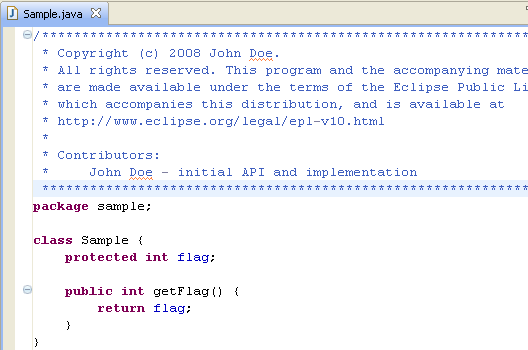 Sample.java
/************************************************************
 * Copyright (c) 2008 John Doe.
 * All rights reserved. This program and the accompanying mate
 * are made available under the terms of the Eclipse Public Li
 * which accompanies this distribution, and is available at
 * http://www.eclipse.org/legal/epl-v10.html
 *
 * Contributors:
 *     John Doe - initial API and implementation
 ************************************************************
package sample;
class Sample {
    protected int flag;
    public int getFlag() {
        return flag;
    }
}